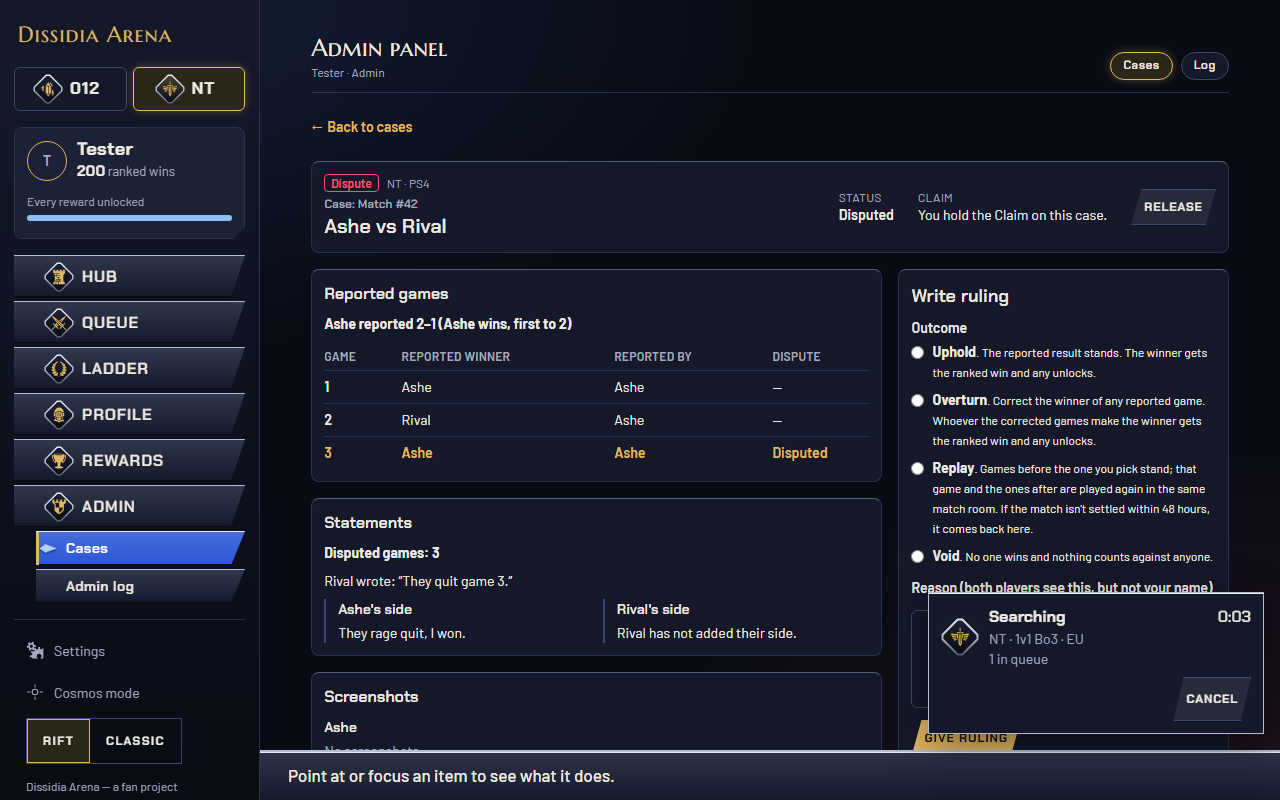 Dissidia Arena
012
NT
T
Tester
200 ranked wins
Every reward unlocked
HUB
QUEUE
LADDER
PROFILE
REWARDS
ADMIN
Cases
Admin log
Settings
Cosmos mode
RIFT
CLASSIC
Dissidia Arena — a fan project
Admin panel
Tester · Admin
Cases
Log
← Back to cases
Dispute
NT · PS4
Case: Match #42
Ashe vs Rival
STATUS
Disputed
CLAIM
You hold the Claim on this case.
RELEASE
Reported games
Ashe reported 2–1 (Ashe wins, first to 2)
GAME REPORTED WINNER REPORTED BY DISPUTE
1 Ashe Ashe —
2 Rival Ashe —
3 Ashe Ashe Disputed
Statements
Disputed games: 3
Rival wrote: “They quit game 3.”
Ashe's side
They rage quit, I won.
Rival's side
Rival has not added their side.
Screenshots
Ashe
No screenshots
Write ruling
Outcome
Uphold. The reported result stands. The winner gets
the ranked win and any unlocks.
Overturn. Correct the winner of any reported game.
Whoever the corrected games make the winner gets
the ranked win and any unlocks.
Replay. Games before the one you pick stand; that
game and the ones after are played again in the same
match room. If the match isn't settled within 48 hours,
it comes back here.
Void. No one wins and nothing counts against anyone.
Reason (both players see this, but not your name)
GIVE RULING
Searching
0:03
NT · 1v1 Bo3 · EU
1 in queue
CANCEL
Point at or focus an item to see what it does.